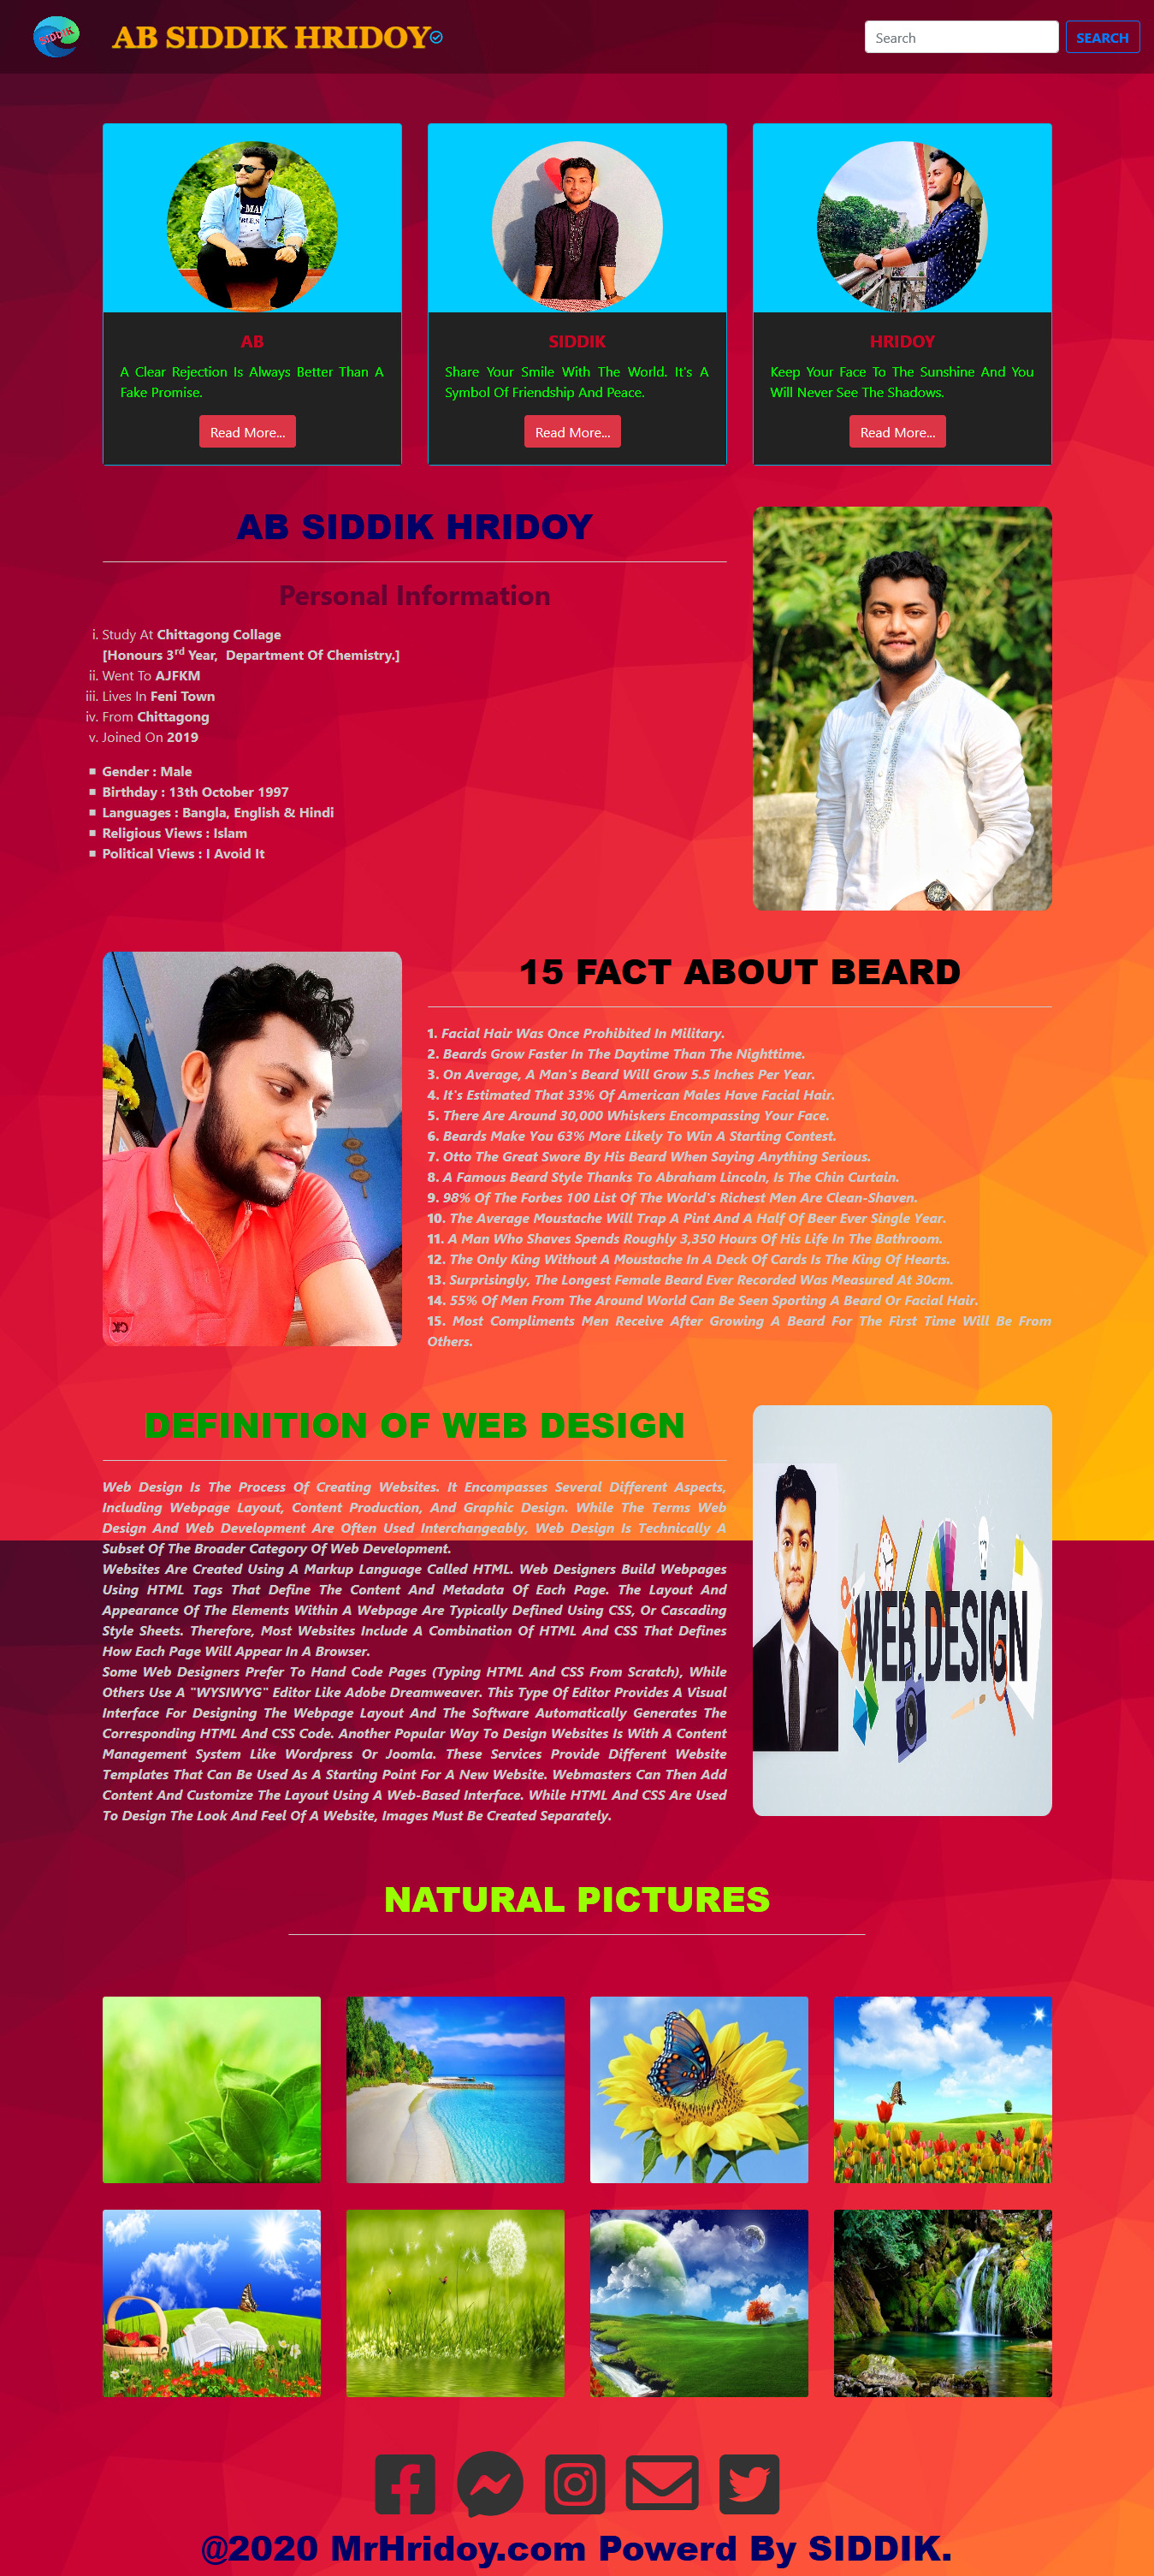 SIDDIK
AB SIDDIK HRIDOY
Search
SEARCH
AB
A Clear Rejection Is Always Better Than A
Fake Promise.
Read More...
SIDDIK
Share Your Smile With The World. It's A
Symbol Of Friendship And Peace.
Read More...
HRIDOY
Keep Your Face To The Sunshine And You
Will Never See The Shadows.
Read More...
AB SIDDIK HRIDOY
Personal Information
i. Study At Chittagong Collage
[Honours 3rd Year, Department Of Chemistry.]
ii. Went To AJFKM
iii. Lives In Feni Town
iv. From Chittagong
v. Joined On 2019
Gender : Male
Birthday : 13th October 1997
Languages : Bangla, English & Hindi
Religious Views : Islam
Political Views : I Avoid It
15 FACT ABOUT BEARD
1. Facial Hair Was Once Prohibited In Military.
2. Beards Grow Faster In The Daytime Than The Nighttime.
3. On Average, A Man's Beard Will Grow 5.5 Inches Per Year.
4. It's Estimated That 33% Of American Males Have Facial Hair.
5. There Are Around 30,000 Whiskers Encompassing Your Face.
6. Beards Make You 63% More Likely To Win A Starting Contest.
7. Otto The Great Swore By His Beard When Saying Anything Serious.
8. A Famous Beard Style Thanks To Abraham Lincoln, Is The Chin Curtain.
9. 98% Of The Forbes 100 List Of The World's Richest Men Are Clean-Shaven.
10. The Average Moustache Will Trap A Pint And A Half Of Beer Ever Single Year.
11. A Man Who Shaves Spends Roughly 3,350 Hours Of His Life In The Bathroom.
12. The Only King Without A Moustache In A Deck Of Cards Is The King Of Hearts.
13. Surprisingly, The Longest Female Beard Ever Recorded Was Measured At 30cm.
14. 55% Of Men From The Around World Can Be Seen Sporting A Beard Or Facial Hair.
15. Most Compliments Men Receive After Growing A Beard For The First Time Will Be From
Others.
DEFINITION OF WEB DESIGN
Web Design Is The Process Of Creating Websites. It Encompasses Several Different Aspects,
Including Webpage Layout, Content Production, And Graphic Design. While The Terms Web
Design And Web Development Are Often Used Interchangeably, Web Design Is Technically A
Subset Of The Broader Category Of Web Development.
Websites Are Created Using A Markup Language Called HTML. Web Designers Build Webpages
Using HTML Tags That Define The Content And Metadata Of Each Page. The Layout And
Appearance Of The Elements Within A Webpage Are Typically Defined Using CSS, Or Cascading
Style Sheets. Therefore, Most Websites Include A Combination Of HTML And CSS That Defines
How Each Page Will Appear In A Browser.
Some Web Designers Prefer To Hand Code Pages (Typing HTML And CSS From Scratch), While
Others Use A "WYSIWYG" Editor Like Adobe Dreamweaver. This Type Of Editor Provides A Visual
Interface For Designing The Webpage Layout And The Software Automatically Generates The
Corresponding HTML And CSS Code. Another Popular Way To Design Websites Is With A Content
Management System Like Wordpress Or Joomla. These Services Provide Different Website
Templates That Can Be Used As A Starting Point For A New Website. Webmasters Can Then Add
Content And Customize The Layout Using A Web-Based Interface. While HTML And CSS Are Used
To Design The Look And Feel Of A Website, Images Must Be Created Separately.
WEB DESIGN
NATURAL PICTURES
@2020 MrHridoy.com Powerd By SIDDIK.